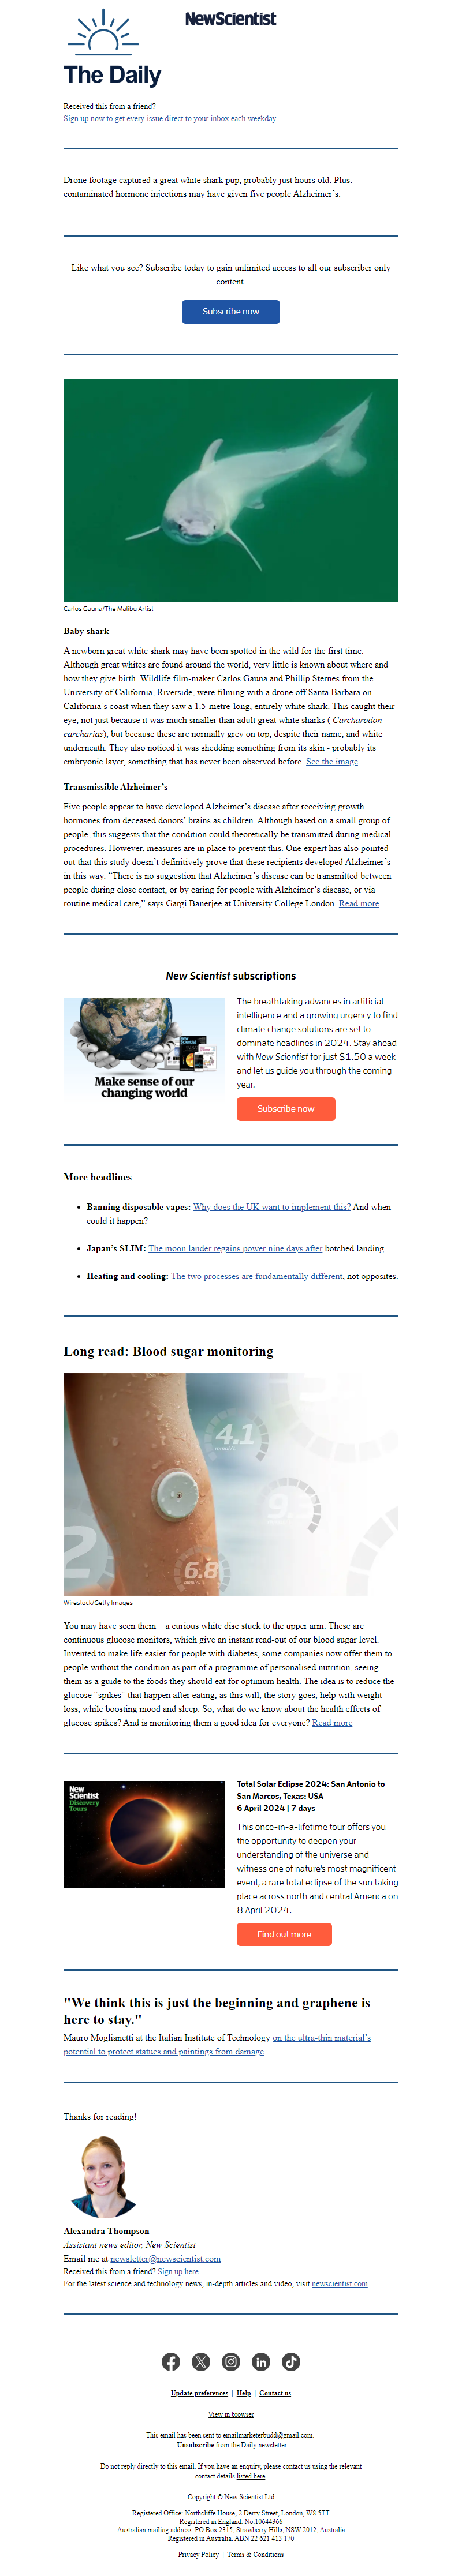 NewScientist
The Daily
Received this from a friend?
Sign up now to get every issue direct to your inbox each weekday
Drone footage captured a great white shark pup, probably just hours old. Plus:
contaminated hormone injections may have given five people Alzheimer's.
Like what you see? Subscribe today to gain unlimited access to all our subscriber only
content.
Subscribe now
Carlos Gauna/The Malibu Artist
Baby shark
A newborn great white shark may have been spotted in the wild for the first time.
Although great whites are found around the world, very little is known about where and
how they give birth. Wildlife film-maker Carlos Gauna and Phillip Sternes from the
University of California, Riverside, were filming with a drone off Santa Barbara on
California's coast when they saw a 1.5-metre-long, entirely white shark. This caught their
eye, not just because it was much smaller than adult great white sharks ( Carcharodon
carcharias), but because these are normally grey on top, despite their name, and white
underneath. They also noticed it was shedding something from its skin - probably its
embryonic layer, something that has never been observed before. See the image
Transmissible Alzheimer's
Five people appear to have developed Alzheimer's disease after receiving growth
hormones from deceased donors' brains as children. Although based on a small group of
people, this suggests that the condition could theoretically be transmitted during medical
procedures. However, measures are in place to prevent this. One expert has also pointed
out that this study doesn't definitively prove that these recipients developed Alzheimer's
in this way. "There is no suggestion that Alzheimer's disease can be transmitted between
people during close contact, or by caring for people with Alzheimer's disease, or via
routine medical care," says Gargi Banerjee at University College London. Read more
New Scientist subscriptions
Make sense of our
changing world
The breathtaking advances in artificial
intelligence and a growing urgency to find
climate change solutions are set to
dominate headlines in 2024. Stay ahead
with New Scientist for just $1.50 a week
and let us guide you through the coming
year.
Subscribe now
More headlines
• Banning disposable vapes: Why does the UK want to implement this? And when
could it happen?
• Japan's SLIM: The moon lander regains power nine days after botched landing.
• Heating and cooling: The two processes are fundamentally different, not opposites.
Long read: Blood sugar monitoring
4.1
mmol/L
9.3
2
6.8
Wirestock/Getty Images
You may have seen them – a curious white disc stuck to the upper arm. These are
continuous glucose monitors, which give an instant read-out of our blood sugar level.
Invented to make life easier for people with diabetes, some companies now offer them to
people without the condition as part of a programme of personalised nutrition, seeing
them as a guide to the foods they should eat for optimum health. The idea is to reduce the
glucose "spikes" that happen after eating, as this will, the story goes, help with weight
loss, while boosting mood and sleep. So, what do we know about the health effects of
glucose spikes? And is monitoring them a good idea for everyone? Read more
New
Scientist
Discovery
Tours
Total Solar Eclipse 2024: San Antonio to
San Marcos, Texas: USA
6 April 2024 | 7 days
This once-in-a-lifetime tour offers you
the opportunity to deepen your
understanding of the universe and
witness one of nature's most magnificent
event, a rare total eclipse of the sun taking
place across north and central America on
8 April 2024.
Find out more
"We think this is just the beginning and graphene is
here to stay."
Mauro Moglianetti at the Italian Institute of Technology on the ultra-thin material's
potential to protect statues and paintings from damage.
Thanks for reading!
Alexandra Thompson
Assistant news editor, New Scientist
Email me at newsletter@newscientist.com
Received this from a friend? Sign up here
For the latest science and technology news, in-depth articles and video, visit newscientist.com
Update preferences | Help | Contact us
View in browser
This email has been sent to emailmarketerbudd@gmail.com.
Unsubscribe from the Daily newsletter
Do not reply directly to this email. If you have an enquiry, please contact us using the relevant
contact details listed here.
Copyright © New Scientist Ltd
Registered Office: Northcliffe House, 2 Derry Street, London, W8 5TT
Registered in England. No.10644366
Australian mailing address: PO Box 2315, Strawberry Hills, NSW 2012, Australia
Registered in Australia. ABN 22 621 413 170
Privacy Policy | Terms & Conditions